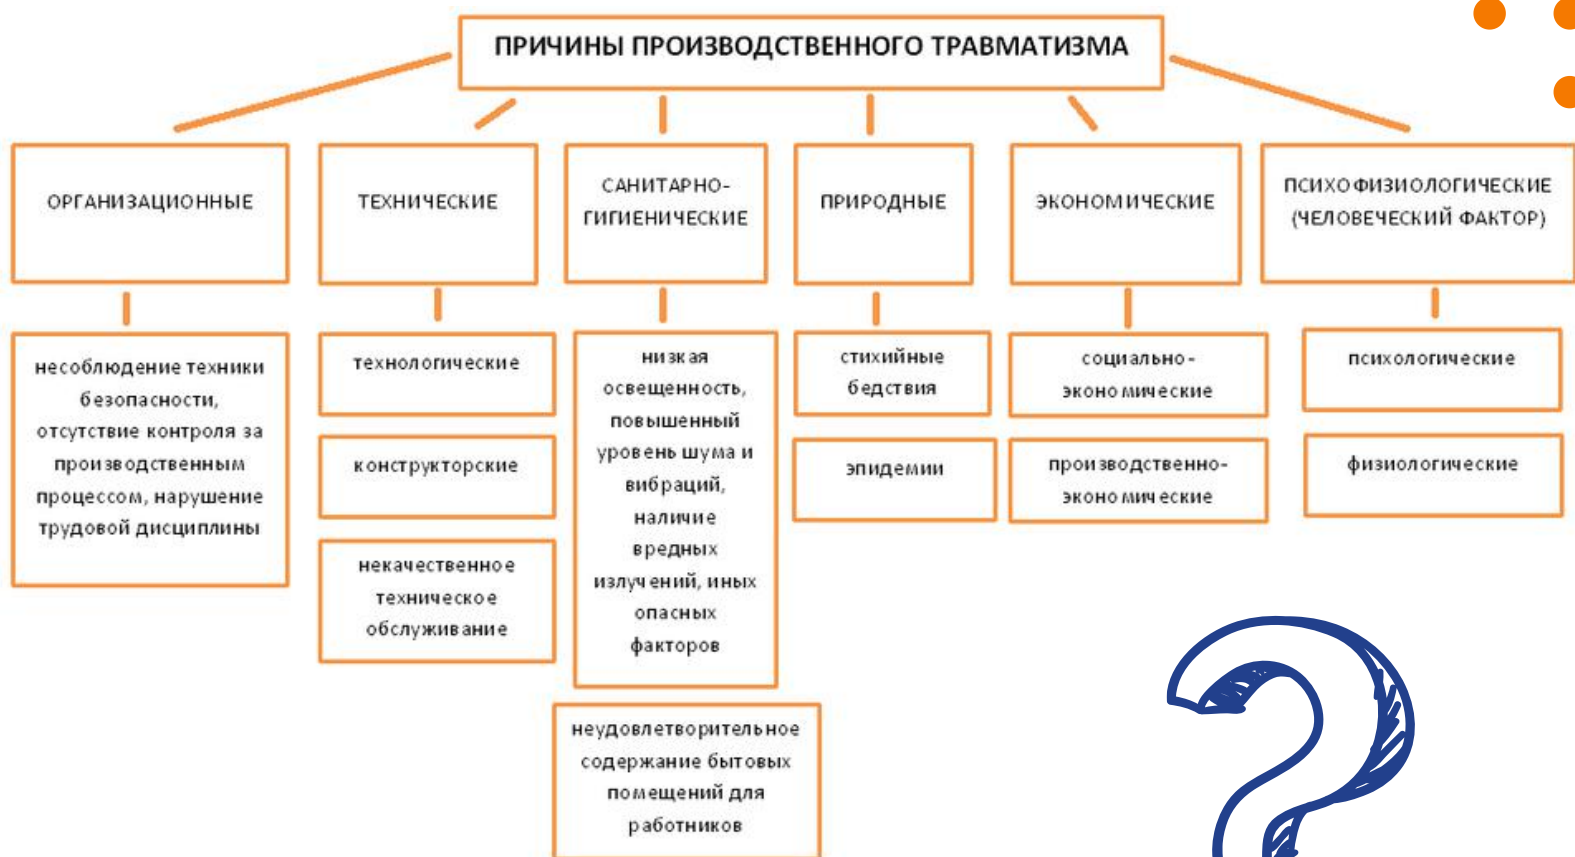 ПРИЧИНЫ ПРОИЗВОДСТВЕННОГО ТРАВМАТИЗМА
ОРГАНИЗАЦИОННЫЕ
несоблюдение техники
безопасности,
отсутствие контроля за
производственным
процессом, нарушение
трудовой дисциплины
ТЕХНИЧЕСКИЕ
технологические
конструкторские
некачественное
техническое
обслуживание
САНИТАРНО-
ГИГИЕНИЧЕСКИЕ
низкая
освещенность,
повышенный
уровень шума и
вибраций,
наличие
вредных
излучений, иных
опасных
факторов
неудовлетворительное
содержание бытовых
помещений для
работников
ПРИРОДНЫЕ
стихийные
бедствия
эпидемии
ЭКОНОМИЧЕСКИЕ
социально-
экономические
производственно-
экономические
ПСИХОФИЗИОЛОГИЧЕСКИЕ
(ЧЕЛОВЕЧЕСКИЙ ФАКТОР)
психологические
физиологические
?